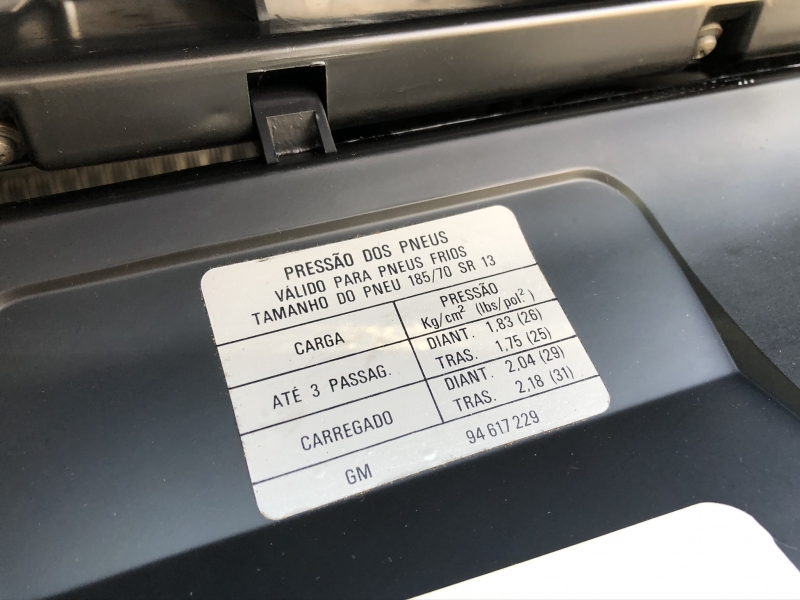 PRESSÃO DOS PNEUS
VÁLIDO PARA PNEUS FRIOS
TAMANHO DO PNEU 185/70 SR 13
CARGA
PRESSÃO
Kg/cm² (lbs/pol.²)
ATÉ 3 PASSAG.
DIANT. 1,83 (26)
TRAS. 1,75 (25)
CARREGADO
DIANT. 2,04 (29)
TRAS. 2,18 (31)
GM 94 617 229